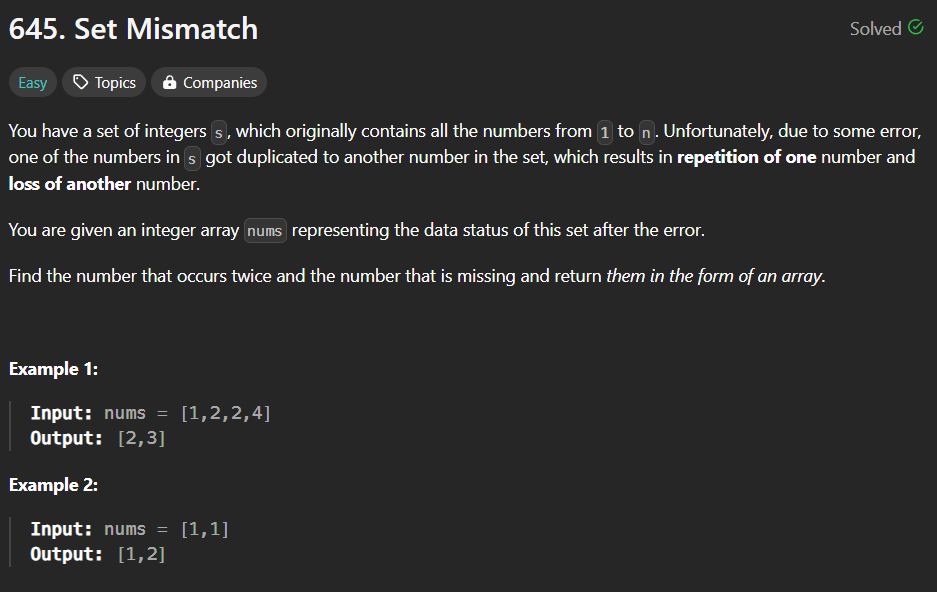 645. Set Mismatch
Solved
Easy
Topics
Companies
You have a set of integers s, which originally contains all the numbers from 1 to n. Unfortunately, due to some error,
one of the numbers in s got duplicated to another number in the set, which results in repetition of one number and
loss of another number.
You are given an integer array nums representing the data status of this set after the error.
Find the number that occurs twice and the number that is missing and return them in the form of an array.
Example 1:
Input: nums = [1,2,2,4]
Output: [2,3]
Example 2:
Input: nums = [1,1]
Output: [1,2]